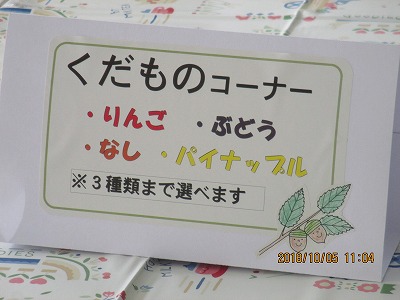 くだものコーナー
・りんご ・ぶどう
・なし ・パイナップル
※３種類まで選べます
2018/10/05 11:04